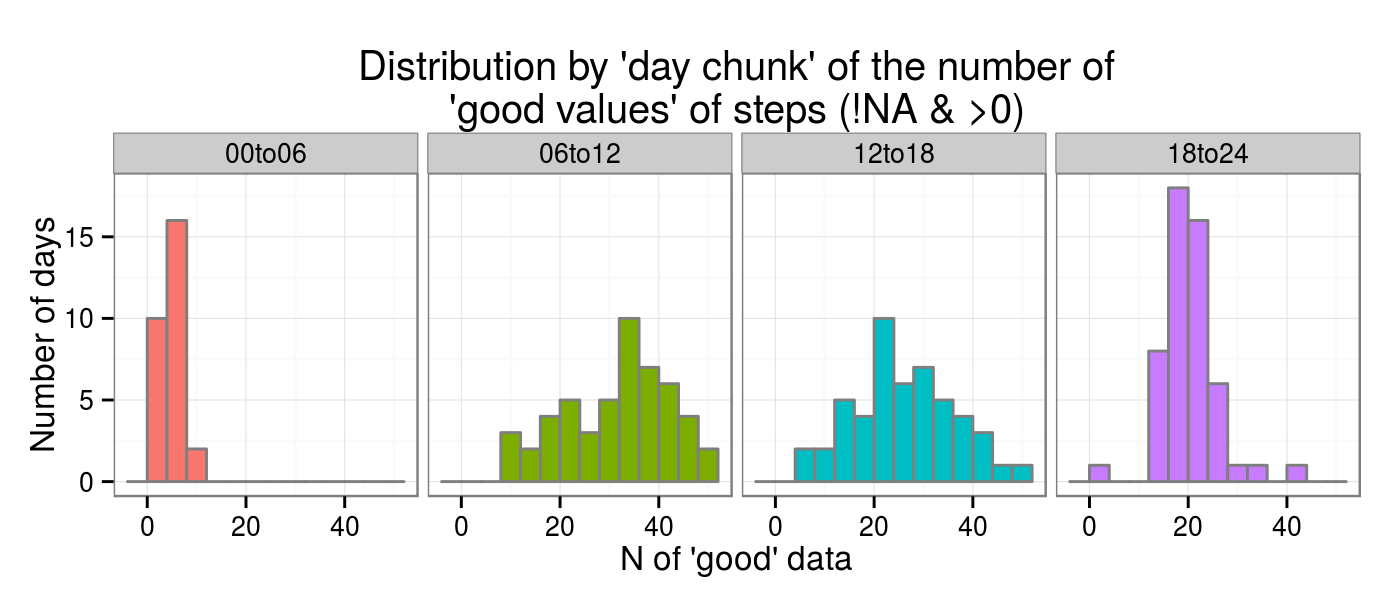 Distribution by 'day chunk' of the number of
'good values' of steps (!NA & >0)
00to06 06to12 12to18 18to24
Number of days
15
10
5
0
0 20 40 0 20 40 0 20 40 0 20 40
N of 'good' data